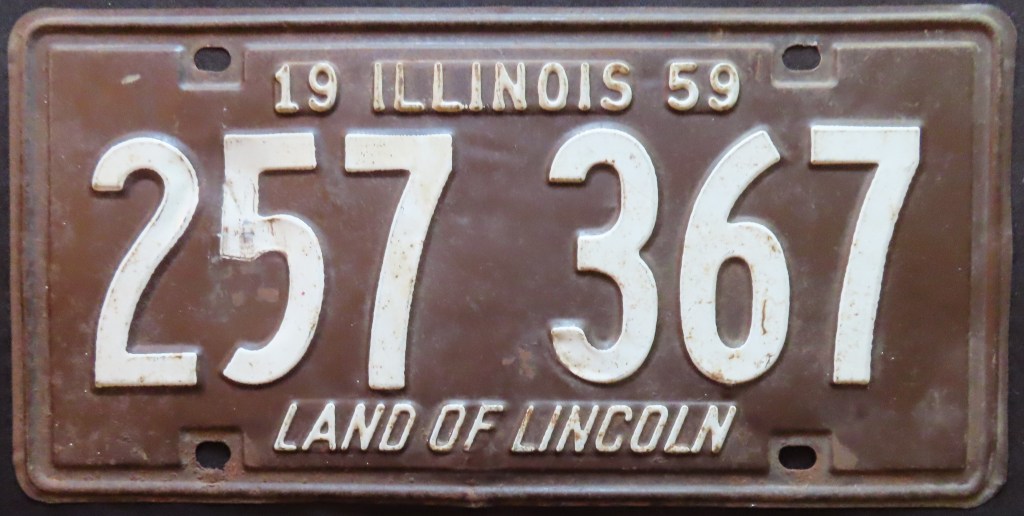 19 ILLINOIS 59
257 367
LAND OF LINCOLN